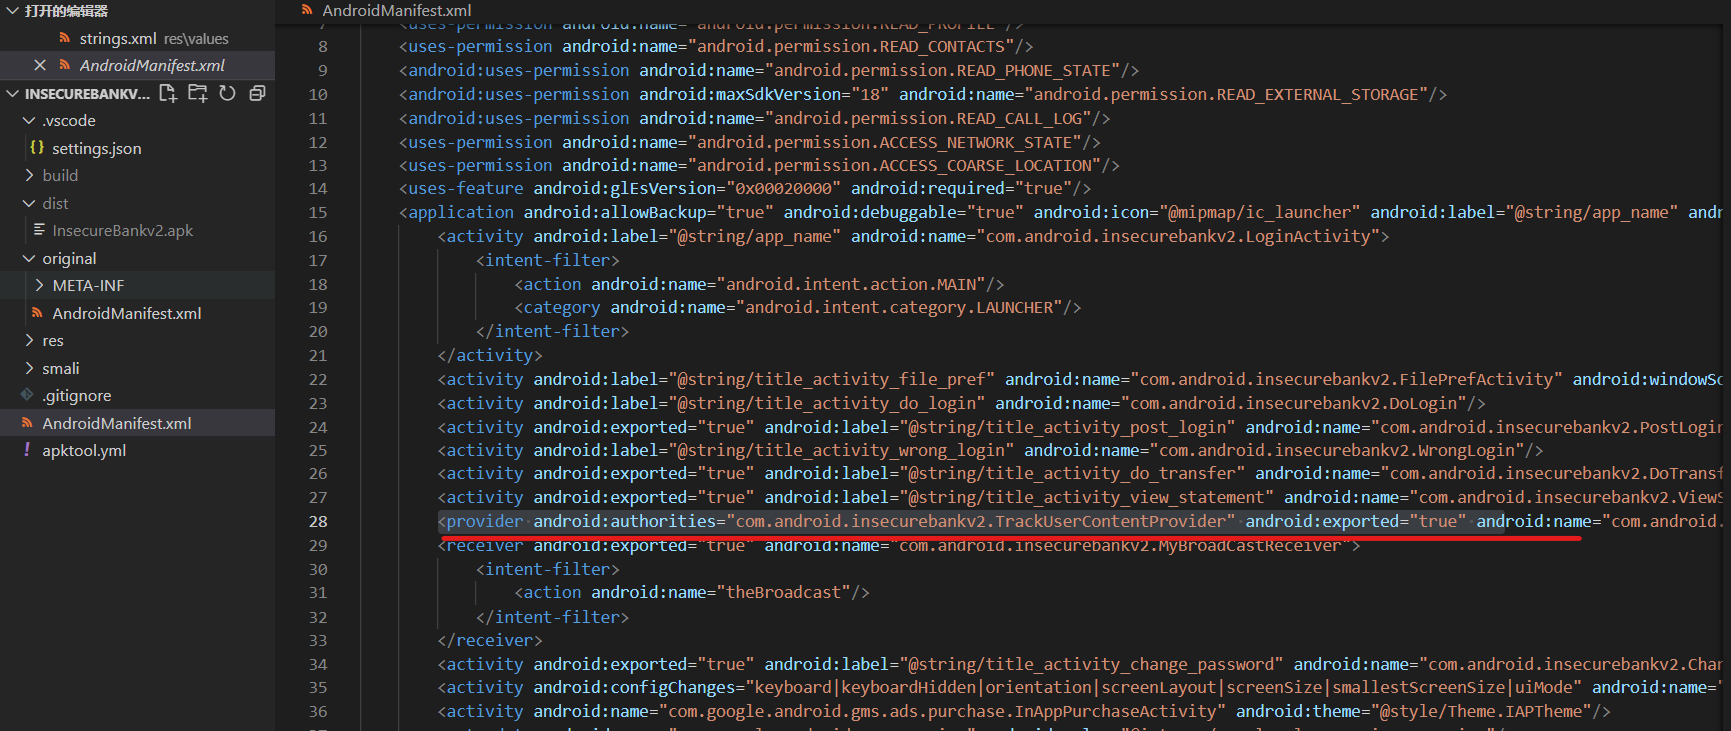 打开的编辑器
strings.xml res\values
AndroidManifest.xml
INSECUREBANKV...
.vscode
settings.json
build
dist
InsecureBankv2.apk
original
META-INF
AndroidManifest.xml
res
smali
.gitignore
AndroidManifest.xml
apktool.yml
AndroidManifest.xml
7 <uses-permission android:name="android.permission.READ_PROFILE"/>
8 <uses-permission android:name="android.permission.READ_CONTACTS"/>
9 <android:uses-permission android:name="android.permission.READ_PHONE_STATE"/>
10 <android:uses-permission android:maxSdkVersion="18" android:name="android.permission.READ_EXTERNAL_STORAGE"/>
11 <android:uses-permission android:name="android.permission.READ_CALL_LOG"/>
12 <uses-permission android:name="android.permission.ACCESS_NETWORK_STATE"/>
13 <uses-permission android:name="android.permission.ACCESS_COARSE_LOCATION"/>
14 <uses-feature android:glEsVersion="0x00020000" android:required="true"/>
15 <application android:allowBackup="true" android:debuggable="true" android:icon="@mipmap/ic_launcher" android:label="@string/app_name" andr
16 <activity android:label="@string/app_name" android:name="com.android.insecurebankv2.LoginActivity">
17 <intent-filter>
18 <action android:name="android.intent.action.MAIN"/>
19 <category android:name="android.intent.category.LAUNCHER"/>
20 </intent-filter>
21 </activity>
22 <activity android:label="@string/title_activity_file_pref" android:name="com.android.insecurebankv2.FilePrefActivity" android:windowSo
23 <activity android:label="@string/title_activity_do_login" android:name="com.android.insecurebankv2.DoLogin"/>
24 <activity android:exported="true" android:label="@string/title_activity_post_login" android:name="com.android.insecurebankv2.PostLogin
25 <activity android:label="@string/title_activity_wrong_login" android:name="com.android.insecurebankv2.WrongLogin"/>
26 <activity android:exported="true" android:label="@string/title_activity_do_transfer" android:name="com.android.insecurebankv2.DoTransf
27 <activity android:exported="true" android:label="@string/title_activity_view_statement" android:name="com.android.insecurebankv2.ViewS
28 <provider android:authorities="com.android.insecurebankv2.TrackUserContentProvider" android:exported="true" android:name="com.android.
29 <receiver android:exported="true" android:name="com.android.insecurebankv2.MyBroadCastReceiver">
30 <intent-filter>
31 <action android:name="theBroadcast"/>
32 </intent-filter>
33 </receiver>
34 <activity android:exported="true" android:label="@string/title_activity_change_password" android:name="com.android.insecurebankv2.Chan
35 <activity android:configChanges="keyboard|keyboardHidden|orientation|screenLayout|screenSize|smallestScreenSize|uiMode" android:name="
36 <activity android:name="com.google.android.gms.ads.purchase.InAppPurchaseActivity" android:theme="@style/Theme.IAPTheme"/>